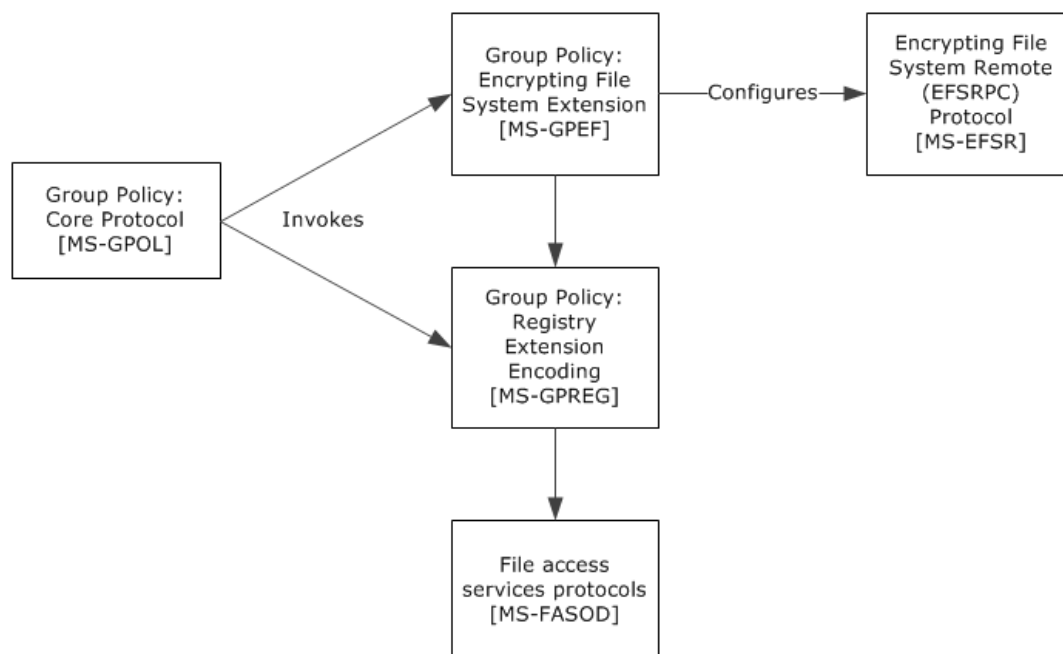 Group Policy:
Encrypting File
System Extension
[MS-GPEF]
Configures
Encrypting File
System Remote
(EFSRPC)
Protocol
[MS-EFSR]
Group Policy:
Core Protocol
[MS-GPOL]
Invokes
Group Policy:
Registry
Extension
Encoding
[MS-GPREG]
File access
services protocols
[MS-FASOD]